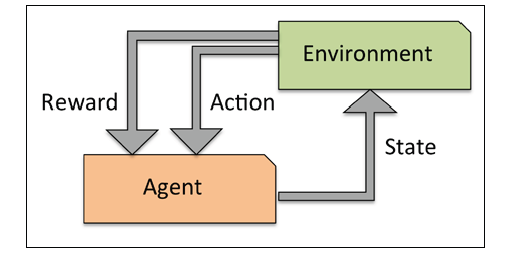 Environment
Reward
Action
State
Agent